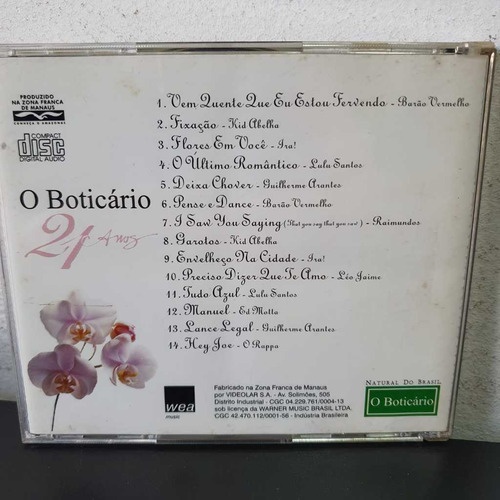 PRODUZIDO
NA ZONA FRANCA
DE MANAUS
CONHEÇA O AMAZONAS
COMPACT
disc
DIGITAL AUDIO
O Boticário
21 Anos
1. Vem Quente Que Eu Estou Fervendo - Barão Vermelho
2. Fixação - Kid Abelha
3. Flores Em Você - Ira!
4. O Último Romântico - Lulu Santos
5. Deixa Chover - Guilherme Arantes
6. Pense e Dance - Barão Vermelho
7. I Saw You Saying (That you say that you saw) - Raimundos
8. Garotos - Kid Abelha
9. Envelheço Na Cidade - Ira!
10. Preciso Dizer Que Te Amo - Léo Jaime
11. Tudo Azul - Lulu Santos
12. Manuel - Ed Motta
13. Lance Legal - Guilherme Arantes
14. Hey Joe - O Rappa
wea
music
Fabricado na Zona Franca de Manaus
por VIDEOLAR S.A. - Av. Solimões, 505
Distrito Industrial - CGC 04.229.761/0004-13
sob licença da WARNER MUSIC BRASIL LTDA.
CGC 42.470.112/0001-56 - Indústria Brasileira
NATURAL DO BRASIL
O Boticário